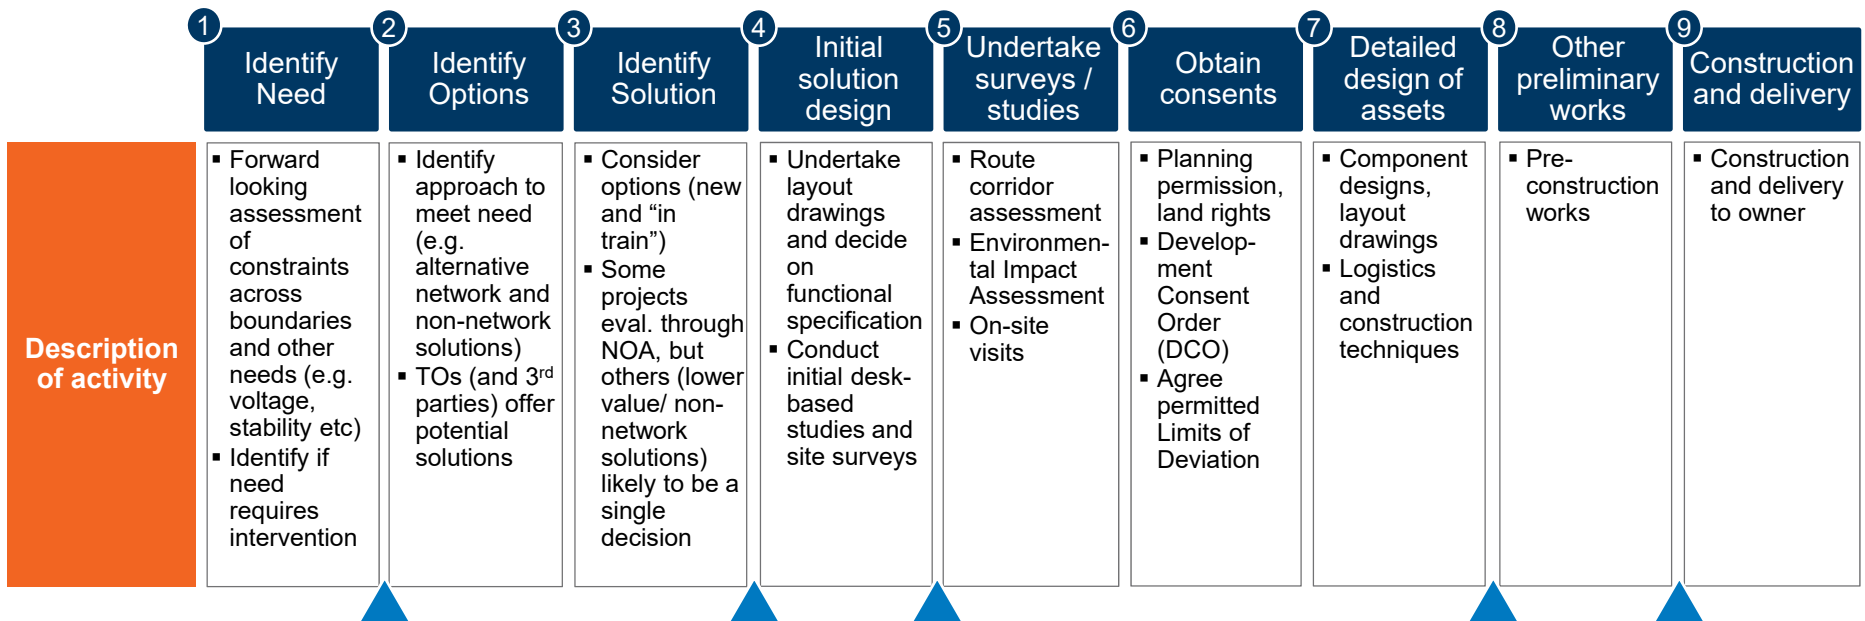 1
Identify
Need
2
Identify
Options
3
Identify
Solution
4
Initial
solution
design
5
Undertake
surveys /
studies
6
Obtain
consents
7
Detailed
design of
assets
8
Other
preliminary
works
9
Construction
and delivery
Description
of activity
▪ Forward
looking
assessment
of
constraints
across
boundaries
and other
needs (e.g.
voltage,
stability etc)
▪ Identify if
need
requires
intervention
▪ Identify
approach to
meet need
(e.g.
alternative
network and
non-network
solutions)
▪ TOs (and 3rd
parties) offer
potential
solutions
▪ Consider
options (new
and “in
train”)
▪ Some
projects
eval. through
NOA, but
others (lower
value/ non-
network
solutions)
likely to be a
single
decision
▪ Undertake
layout
drawings
and decide
on
functional
specification
▪ Conduct
initial desk-
based
studies and
site surveys
▪ Route
corridor
assessment
▪ Environmen-
tal Impact
Assessment
▪ On-site
visits
▪ Planning
permission,
land rights
▪ Develop-
ment
Consent
Order
(DCO)
▪ Agree
permitted
Limits of
Deviation
▪ Component
designs,
layout
drawings
▪ Logistics
and
construction
techniques
▪ Pre-
construction
works
▪ Construction
and delivery
to owner